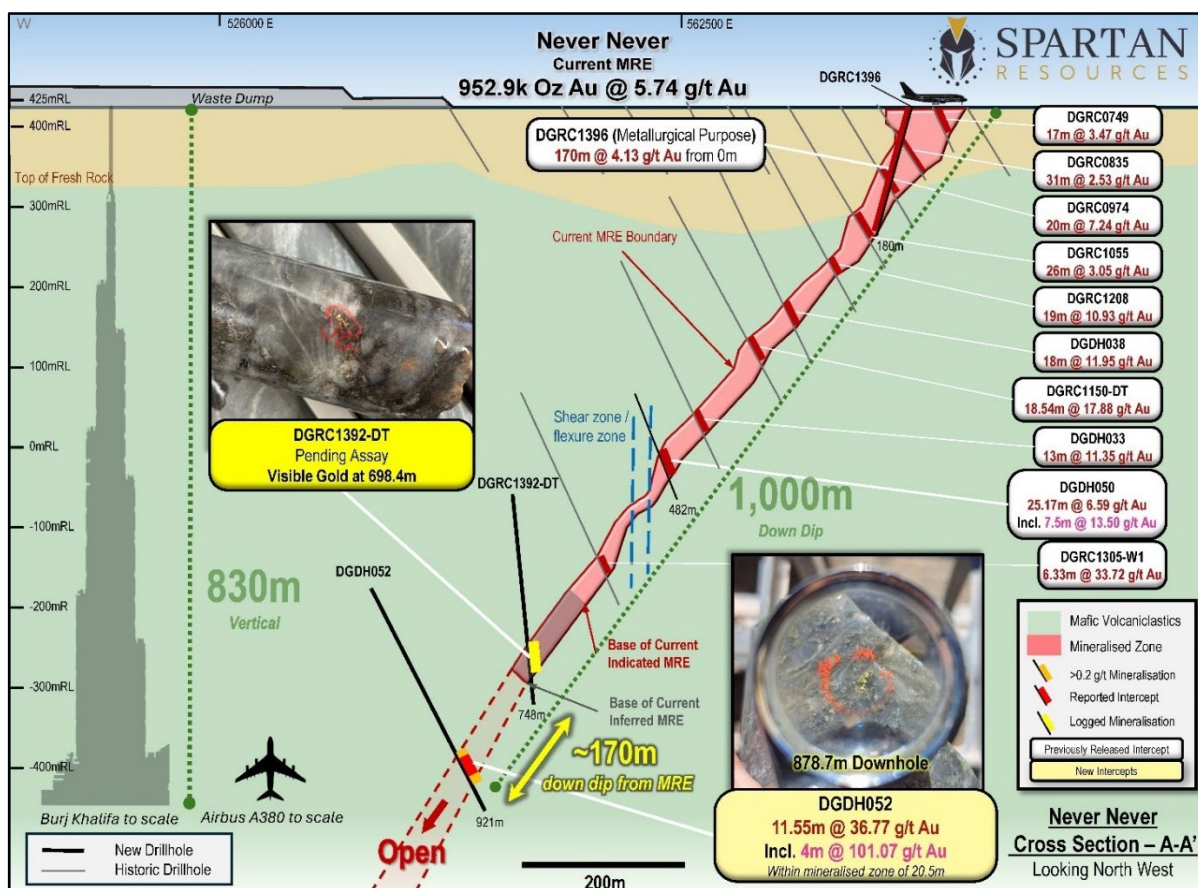 W
526000 E
562500 E
Never Never
Current MRE
952.9k Oz Au @ 5.74 g/t Au
SPARTAN
RESOURCES
DGRC1396
Waste Dump
425mRL
400mRL
Top of Fresh Rock
300mRL
200mRL
100mRL
0mRL
-100mRL
-200mR
-300mRL
-400mRL
DGRC1396 (Metallurgical Purpose)
170m @ 4.13 g/t Au from 0m
DGRC0749
17m @ 3.47 g/t Au
DGRC0835
31m @ 2.53 g/t Au
DGRC0974
20m @ 7.24 g/t Au
DGRC1055
26m @ 3.05 g/t Au
DGRC1208
19m @ 10.93 g/t Au
DGDH038
18m @ 11.95 g/t Au
DGRC1150-DT
18.54m @ 17.88 g/t Au
DGDH033
13m @ 11.35 g/t Au
DGDH050
25.17m @ 6.59 g/t Au
Incl. 7.5m @ 13.50 g/t Au
DGRC1305-W1
6.33m @ 33.72 g/t Au
Current MRE Boundary
180m
Shear zone /
flexure zone
482m
1,000m
Down Dip
DGRC1392-DT
Pending Assay
Visible Gold at 698.4m
DGRC1392-DT
DGDH052
830m
Vertical
Base of Current
Indicated MRE
Base of Current
Inferred MRE
748m
~170m
down dip from MRE
921m
Open
878.7m Downhole
DGDH052
11.55m @ 36.77 g/t Au
Incl. 4m @ 101.07 g/t Au
Within mineralised zone of 20.5m
Mafic Volcaniclastics
Mineralised Zone
>0.2 g/t Mineralisation
Reported Intercept
Logged Mineralisation
Previously Released Intercept
New Intercepts
Burj Khalifa to scale
Airbus A380 to scale
New Drillhole
Historic Drillhole
200m
Never Never
Cross Section – A-A'
Looking North West